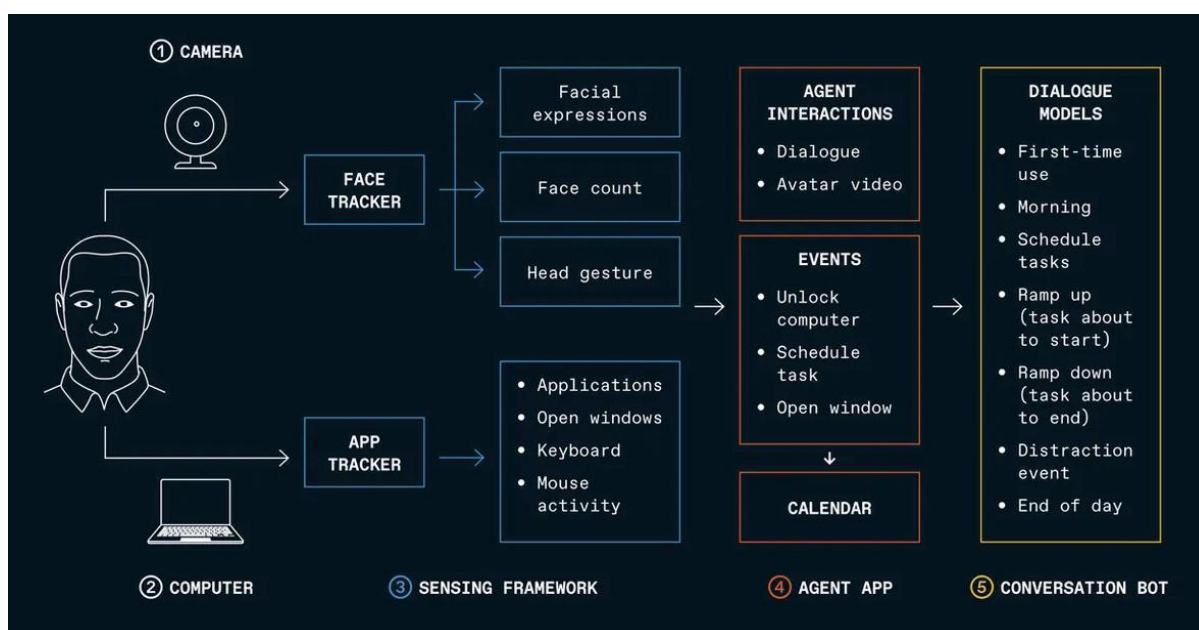 ① CAMERA
FACE
TRACKER
Facial
expressions
Face count
Head gesture
APP
TRACKER
• Applications
• Open windows
• Keyboard
• Mouse
activity
AGENT
INTERACTIONS
• Dialogue
• Avatar video
EVENTS
• Unlock
computer
• Schedule
task
• Open window
CALENDAR
DIALOGUE
MODELS
• First-time
use
• Morning
• Schedule
tasks
• Ramp up
(task about
to start)
• Ramp down
(task about
to end)
• Distraction
event
• End of day
② COMPUTER
③ SENSING FRAMEWORK
④ AGENT APP
⑤ CONVERSATION BOT